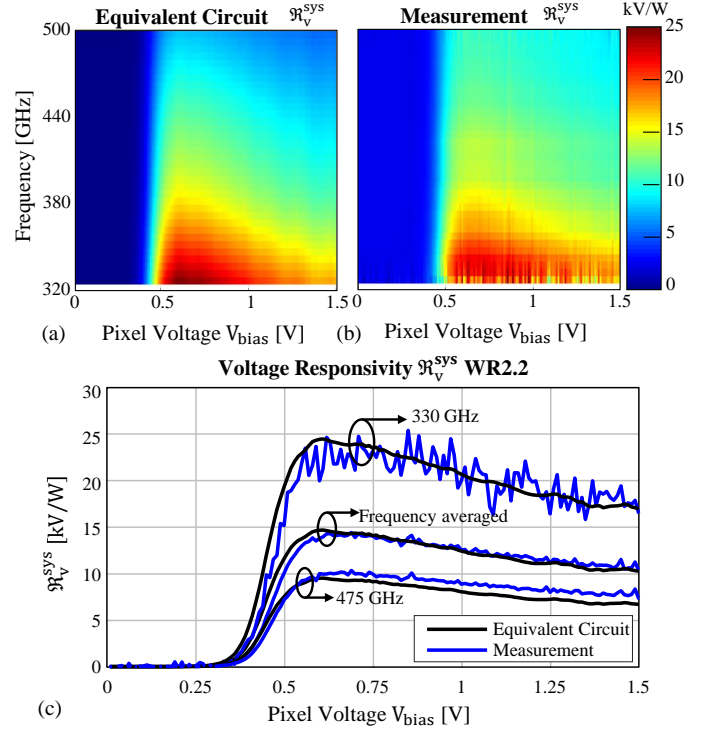 Equivalent Circuit ℜ_v^sys
Measurement ℜ_v^sys
kV/W
500
440
380
320
Frequency [GHz]
25
20
15
10
5
0
0 0.5 1 1.5
0 0.5 1 1.5
(a) Pixel Voltage V_bias [V]
(b) Pixel Voltage V_bias [V]
Voltage Responsivity ℜ_v^sys WR2.2
30
25
20
15
10
5
0
ℜ_v^sys [kV/W]
330 GHz
Frequency averaged
475 GHz
Equivalent Circuit
Measurement
0 0.25 0.5 0.75 1 1.25 1.5
(c) Pixel Voltage V_bias [V]